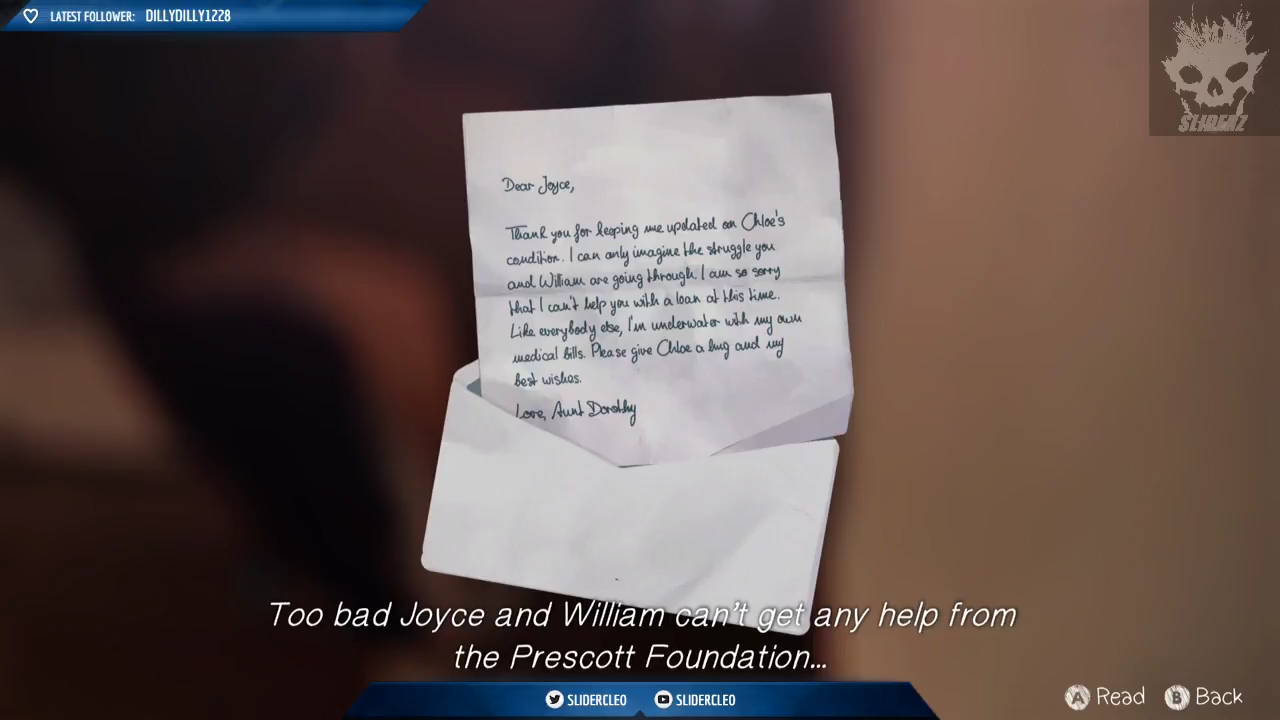 LATEST FOLLOWER: DILLYDILLY1228
SLIDERZ
Dear Joyce,
Thank you for keeping me updated on Chloe's
condition. I can only imagine the struggle you
and William are going through. I am so sorry
that I can't help you with a loan at this time.
Like everybody else, I'm underwater with my own
medical bills. Please give Chloe a hug and my
best wishes.
Love, Aunt Dorothy
Too bad Joyce and William can't get any help from
the Prescott Foundation...
SLIDERCLEO SLIDERCLEO
A Read B Back